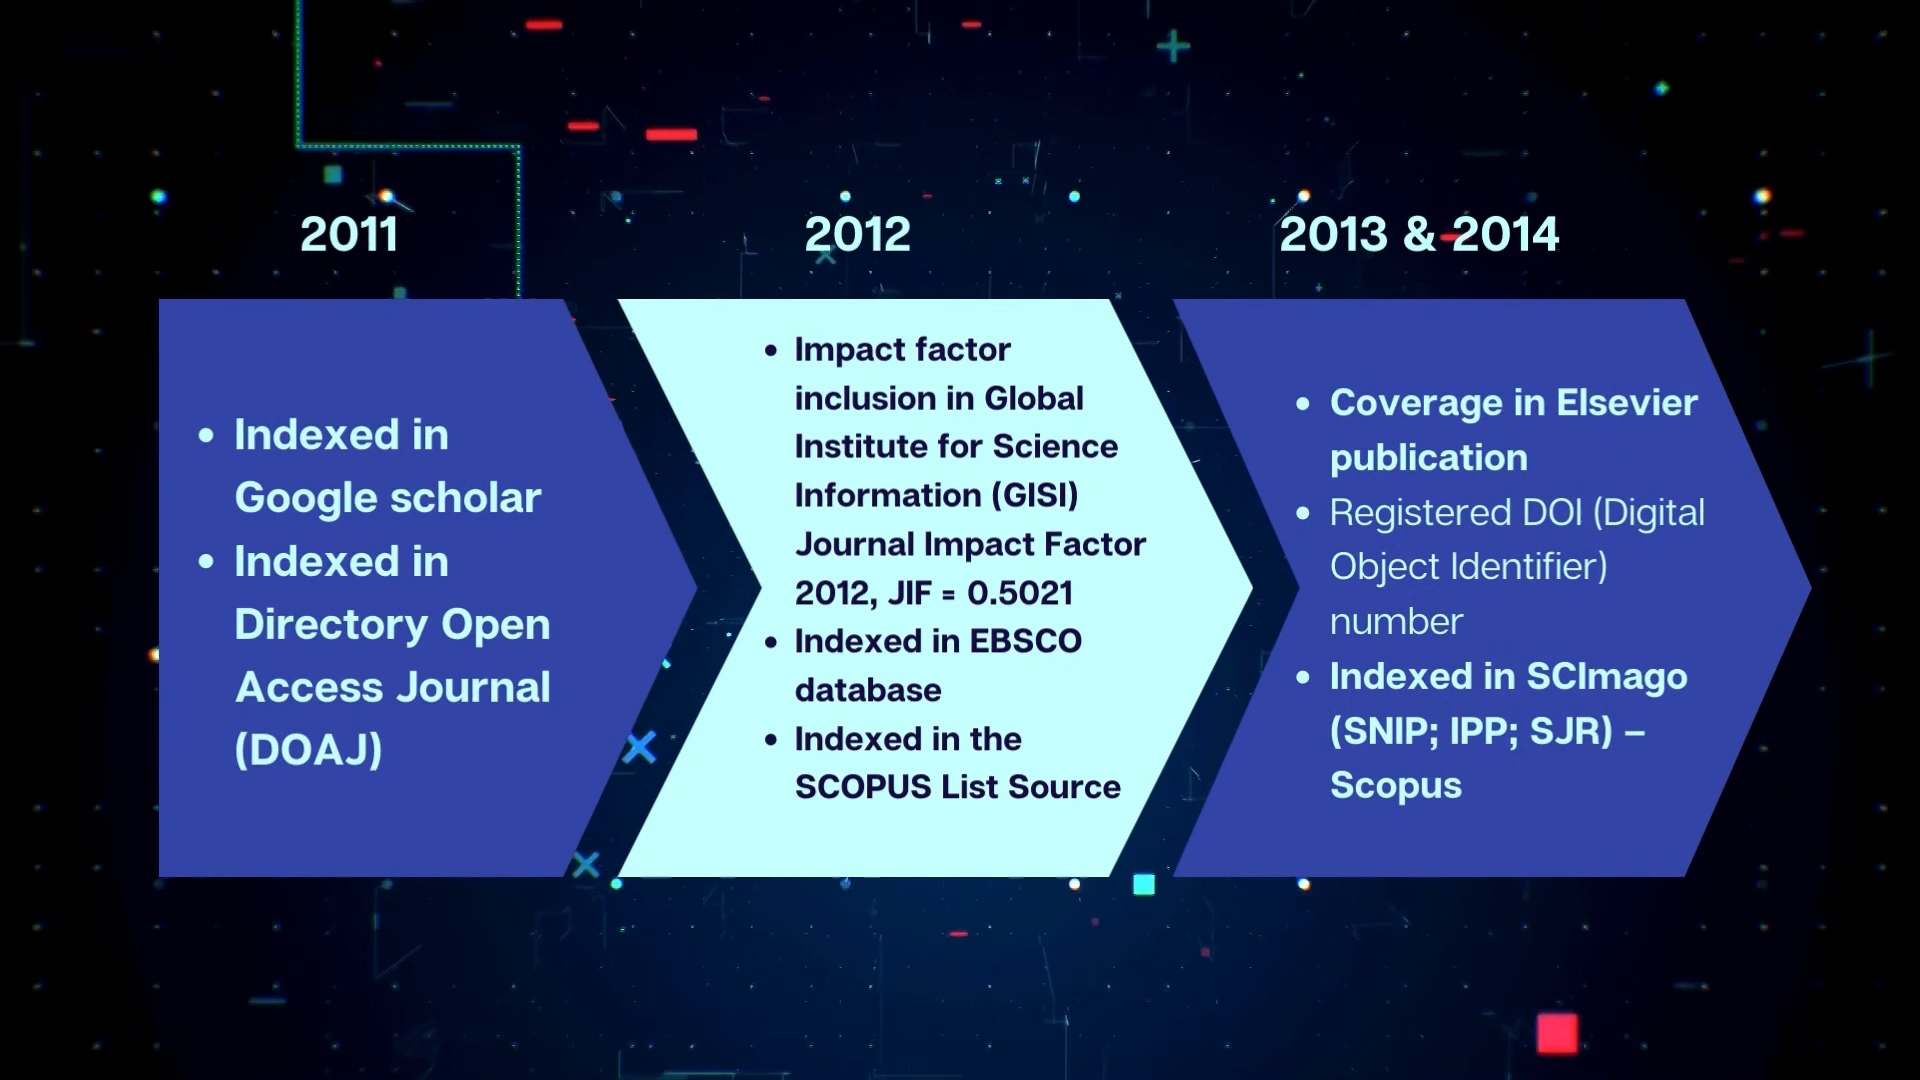 2011
• Indexed in
Google scholar
• Indexed in
Directory Open
Access Journal
(DOAJ)
2012
• Impact factor
inclusion in Global
Institute for Science
Information (GISI)
Journal Impact Factor
2012, JIF = 0.5021
• Indexed in EBSCO
database
• Indexed in the
SCOPUS List Source
2013 & 2014
• Coverage in Elsevier
publication
• Registered DOI (Digital
Object Identifier)
number
• Indexed in SCImago
(SNIP; IPP; SJR) –
Scopus